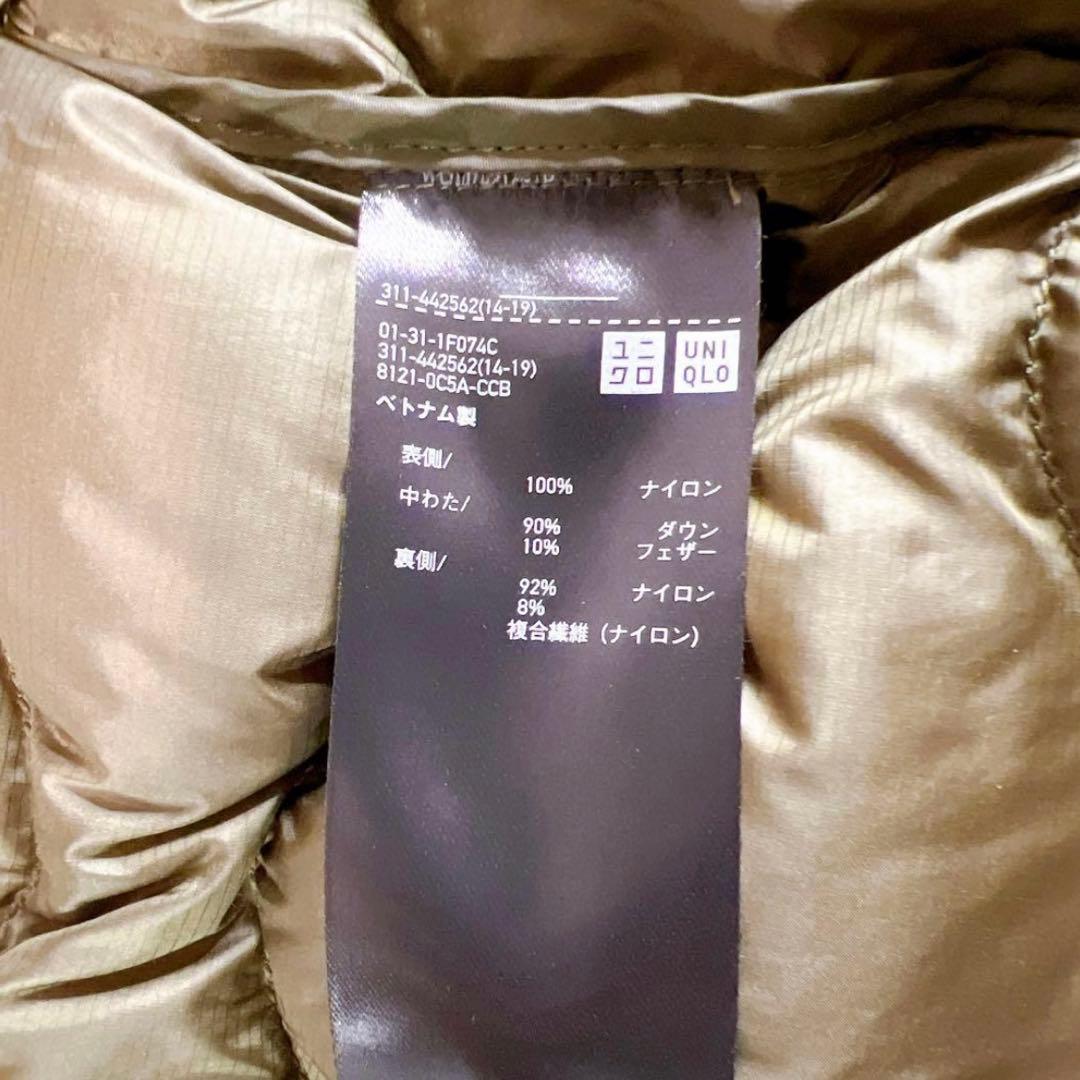 311-442562(14-19)
01-31-1F074C
311-442562(14-19)
8121-0C5A-CCB
ユニ
クロ
UNI
QLO
ベトナム製
表側/
100% ナイロン
中わた/
90% ダウン
10% フェザー
裏側/
92% ナイロン
8%
複合繊維 (ナイロン)